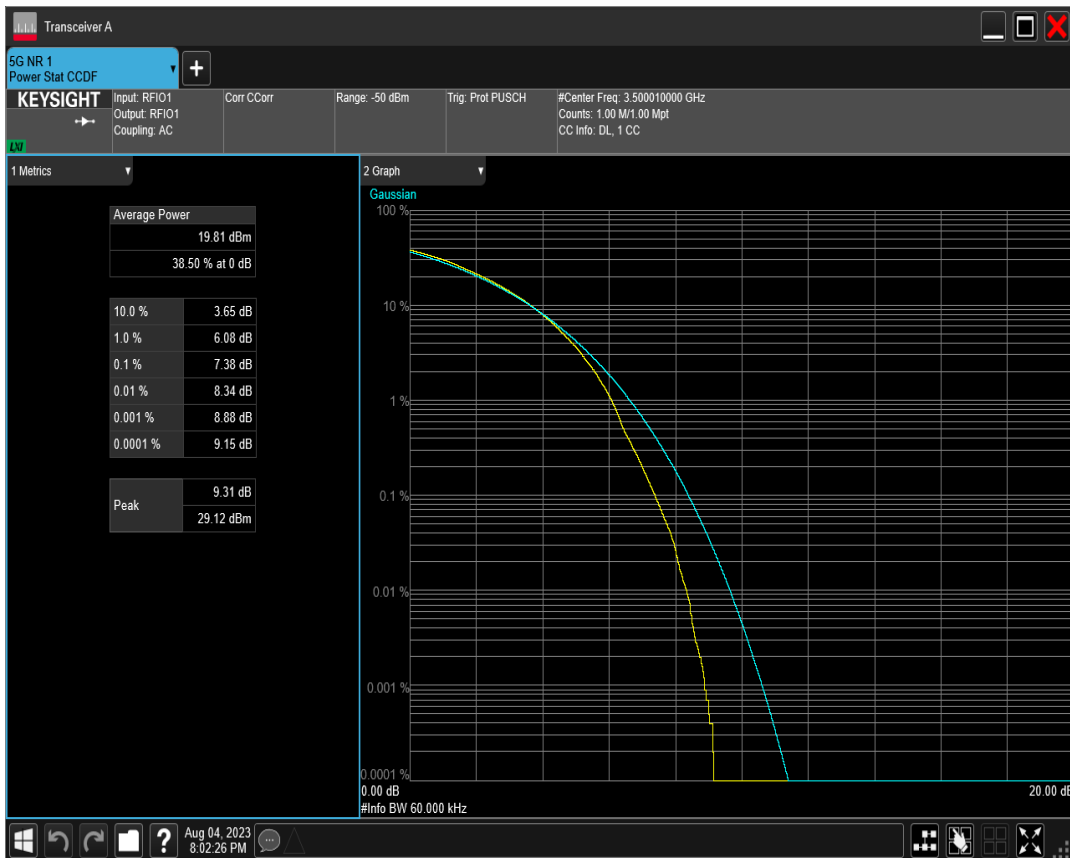 Transceiver A
5G NR 1
Power Stat CCDF
+
KEYSIGHT
LXI
Input: RFIO1
Output: RFIO1
Coupling: AC
Corr CCorr
Range: -50 dBm
Trig: Prot PUSCH
#Center Freq: 3.500010000 GHz
Counts: 1.00 M/1.00 Mpt
CC Info: DL, 1 CC
1 Metrics
Average Power
19.81 dBm
38.50 % at 0 dB
10.0 % 3.65 dB
1.0 % 6.08 dB
0.1 % 7.38 dB
0.01 % 8.34 dB
0.001 % 8.88 dB
0.0001 % 9.15 dB
Peak
9.31 dB
29.12 dBm
2 Graph
Gaussian
100 %
10 %
1 %
0.1 %
0.01 %
0.001 %
0.0001 %
0.00 dB 20.00 dB
#Info BW 60.000 kHz
?
Aug 04, 2023
8:02:26 PM